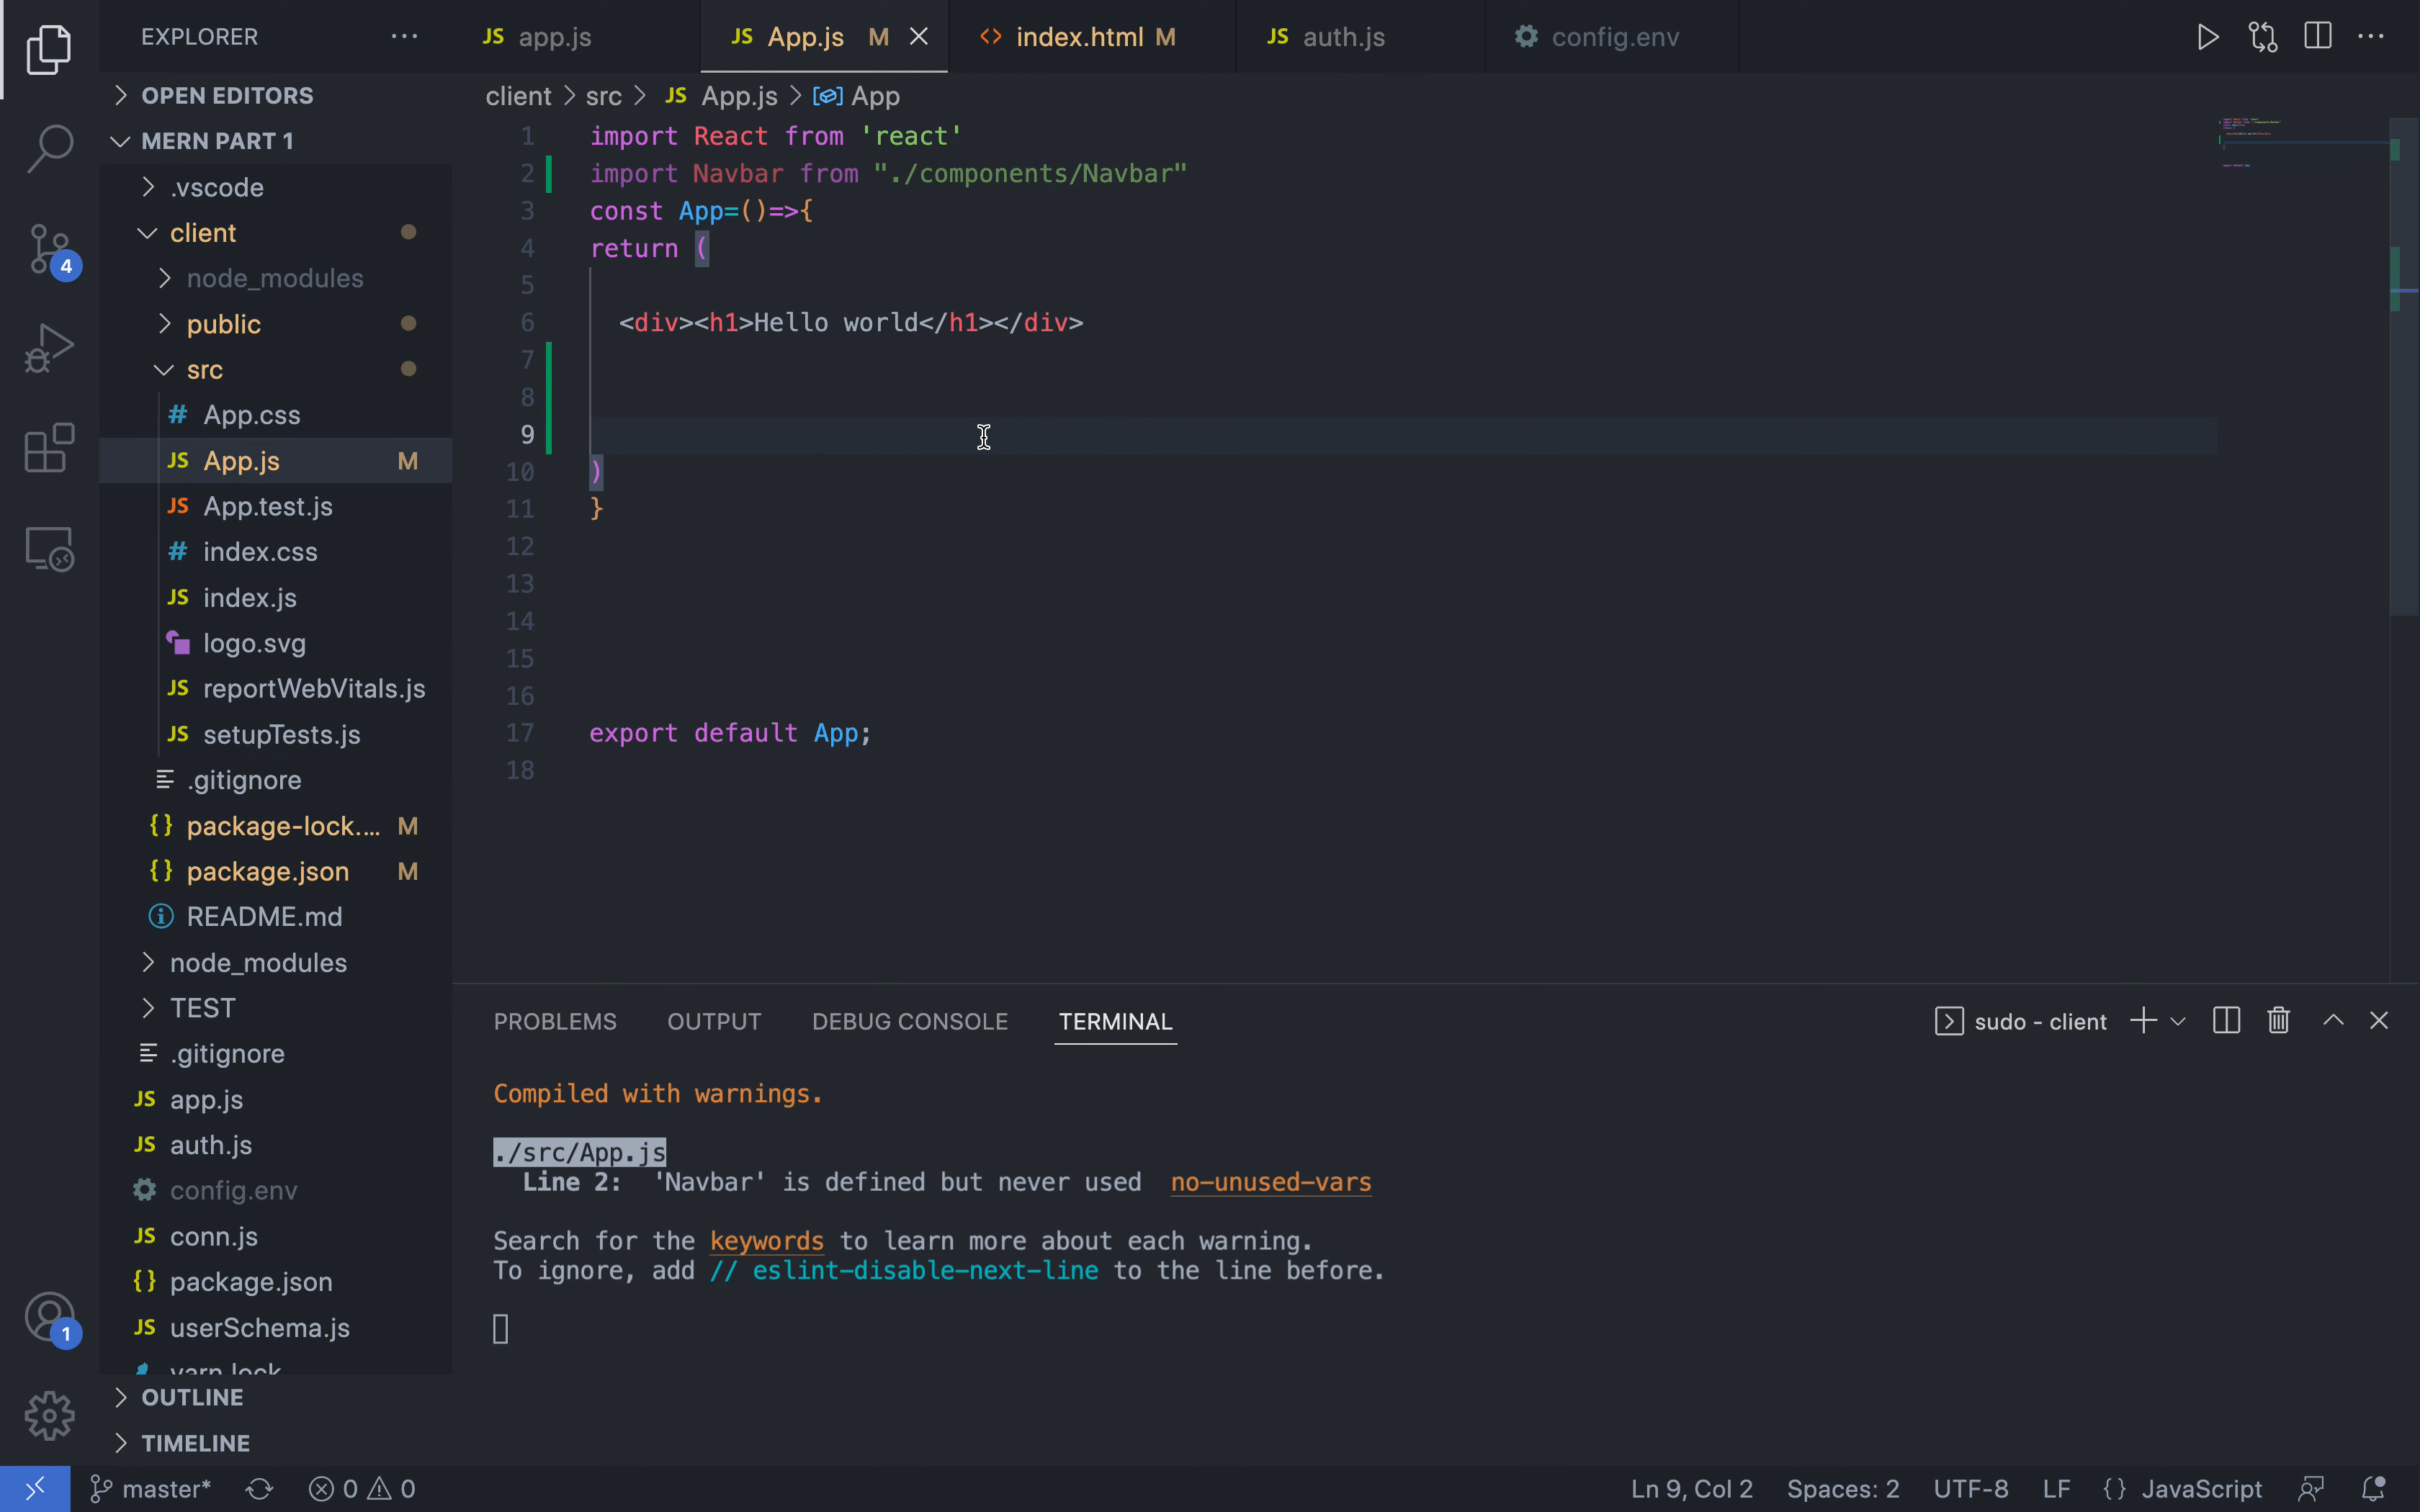 EXPLORER
JS app.js
JS App.js M
<> index.html M
JS auth.js
config.env
OPEN EDITORS
MERN PART 1
.vscode
client
node_modules
public
src
# App.css
JS App.js M
JS App.test.js
# index.css
JS index.js
logo.svg
JS reportWebVitals.js
JS setupTests.js
.gitignore
{} package-lock.... M
{} package.json M
README.md
node_modules
TEST
.gitignore
JS app.js
JS auth.js
config.env
JS conn.js
{} package.json
JS userSchema.js
yarn.lock
OUTLINE
TIMELINE
4
1
client > src > JS App.js > App
1 import React from 'react'
2 import Navbar from "./components/Navbar"
3 const App=()=>{
4 return (
5
6 <div><h1>Hello world</h1></div>
7
8
9
10 )
11 }
12
13
14
15
16
17 export default App;
18
PROBLEMS OUTPUT DEBUG CONSOLE TERMINAL
sudo - client
Compiled with warnings.
./src/App.js
Line 2: 'Navbar' is defined but never used no-unused-vars
Search for the keywords to learn more about each warning.
To ignore, add // eslint-disable-next-line to the line before.
master* 0 0
Ln 9, Col 2 Spaces: 2 UTF-8 LF {} JavaScript